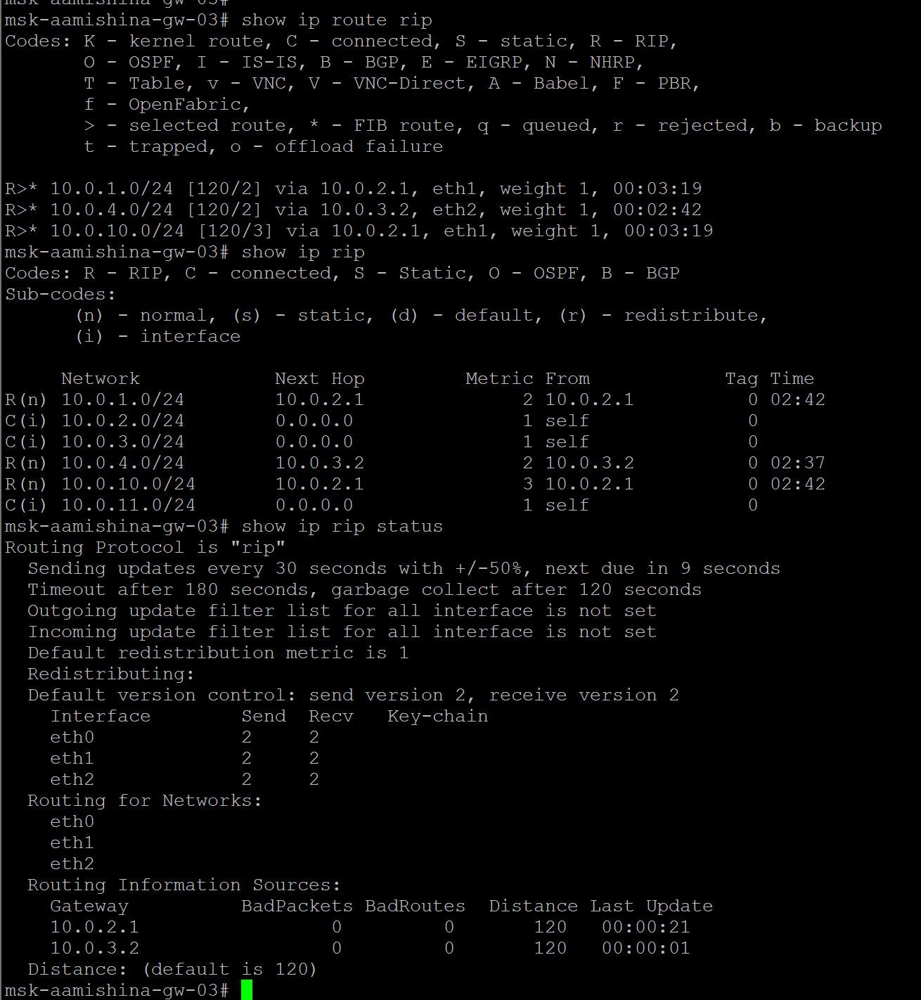 msk-aamishina-gw-03#
msk-aamishina-gw-03# show ip route rip
Codes: K - kernel route, C - connected, S - static, R - RIP,
       O - OSPF, I - IS-IS, B - BGP, E - EIGRP, N - NHRP,
       T - Table, v - VNC, V - VNC-Direct, A - Babel, F - PBR,
       f - OpenFabric,
       > - selected route, * - FIB route, q - queued, r - rejected, b - backup
       t - trapped, o - offload failure

R>* 10.0.1.0/24 [120/2] via 10.0.2.1, eth1, weight 1, 00:03:19
R>* 10.0.4.0/24 [120/2] via 10.0.3.2, eth2, weight 1, 00:02:42
R>* 10.0.10.0/24 [120/3] via 10.0.2.1, eth1, weight 1, 00:03:19
msk-aamishina-gw-03# show ip rip
Codes: R - RIP, C - connected, S - Static, O - OSPF, B - BGP
Sub-codes:
      (n) - normal, (s) - static, (d) - default, (r) - redistribute,
      (i) - interface

     Network            Next Hop         Metric From                Tag Time
R(n) 10.0.1.0/24        10.0.2.1              2 10.0.2.1              0 02:42
C(i) 10.0.2.0/24        0.0.0.0               1 self                  0
C(i) 10.0.3.0/24        0.0.0.0               1 self                  0
R(n) 10.0.4.0/24        10.0.3.2              2 10.0.3.2              0 02:37
R(n) 10.0.10.0/24       10.0.2.1              3 10.0.2.1              0 02:42
C(i) 10.0.11.0/24       0.0.0.0               1 self                  0
msk-aamishina-gw-03# show ip rip status
Routing Protocol is "rip"
  Sending updates every 30 seconds with +/-50%, next due in 9 seconds
  Timeout after 180 seconds, garbage collect after 120 seconds
  Outgoing update filter list for all interface is not set
  Incoming update filter list for all interface is not set
  Default redistribution metric is 1
  Redistributing:
  Default version control: send version 2, receive version 2
    Interface        Send  Recv   Key-chain
    eth0             2     2
    eth1             2     2
    eth2             2     2
  Routing for Networks:
    eth0
    eth1
    eth2
  Routing Information Sources:
    Gateway          BadPackets BadRoutes  Distance Last Update
    10.0.2.1                 0         0       120   00:00:21
    10.0.3.2                 0         0       120   00:00:01
  Distance: (default is 120)
msk-aamishina-gw-03#